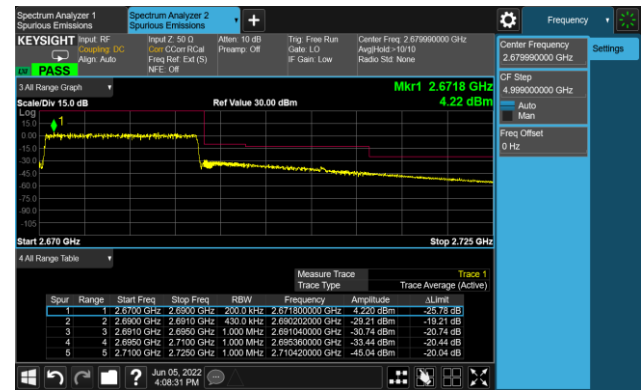 Spectrum Analyzer 1
Spurious Emissions
Spectrum Analyzer 2
Spurious Emissions
Frequency
KEYSIGHT
Input: RF
Coupling: DC
Align: Auto
Input Z: 50 Ω
Corr CCorr RCal
Freq Ref: Ext (S)
NFE: Off
Atten: 10 dB
Preamp: Off
Trig: Free Run
Gate: LO
IF Gain: Low
Center Freq: 2.679990000 GHz
Avg|Hold:>10/10
Radio Std: None
PASS
Center Frequency
2.679990000 GHz
Settings
CF Step
4.999000000 GHz
Auto
Man
Freq Offset
0 Hz
3 All Range Graph
Mkr1 2.6718 GHz
Scale/Div 15.0 dB
Ref Value 30.00 dBm
4.22 dBm
Log
15.0
0.00
-15.0
-30.0
-45.0
-60.0
-75.0
-90.0
-105
1
Start 2.670 GHz
Stop 2.725 GHz
4 All Range Table
Measure Trace Trace 1
Trace Type Trace Average (Active)
Spur Range Start Freq Stop Freq RBW Frequency Amplitude ΔLimit
1 1 2.6700 GHz 2.6900 GHz 200.0 kHz 2.671800000 GHz 4.220 dBm -25.78 dB
2 2 2.6900 GHz 2.6910 GHz 430.0 kHz 2.690202000 GHz -29.21 dBm -19.21 dB
3 3 2.6910 GHz 2.6950 GHz 1.000 MHz 2.691040000 GHz -30.74 dBm -20.74 dB
4 4 2.6950 GHz 2.7100 GHz 1.000 MHz 2.695360000 GHz -33.44 dBm -20.44 dB
5 5 2.7100 GHz 2.7250 GHz 1.000 MHz 2.710420000 GHz -45.04 dBm -20.04 dB
Jun 05, 2022
4:08:31 PM